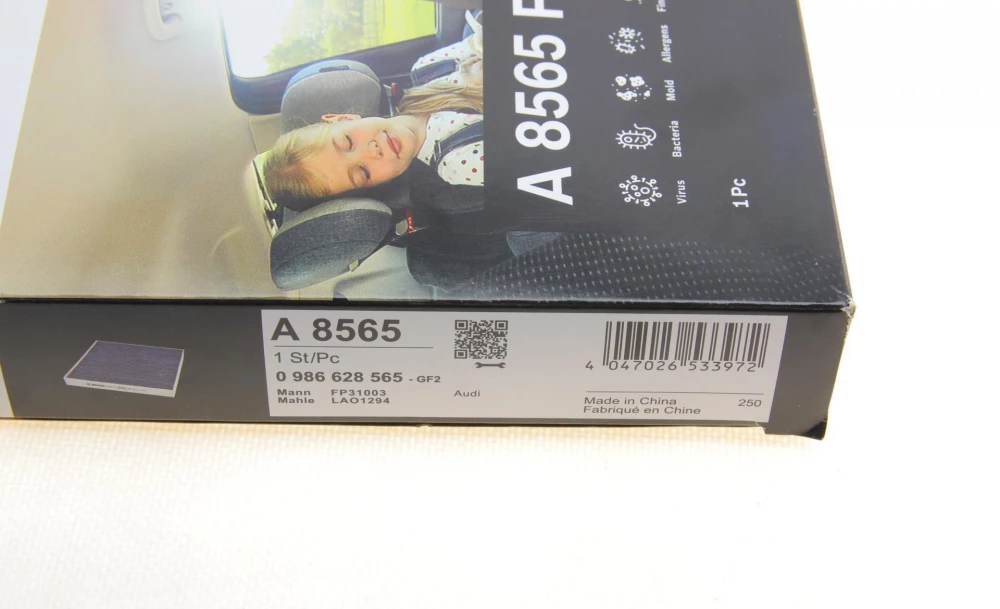 A 8565 F
Virus
Bacteria
Mold
Allergens
1 Pc
A 8565
1 St/Pc
0 986 628 565 - GF2
Mann FP31003
Mahle LAO1294
Audi
4 047026 533972
Made in China
Fabriqué en Chine
250